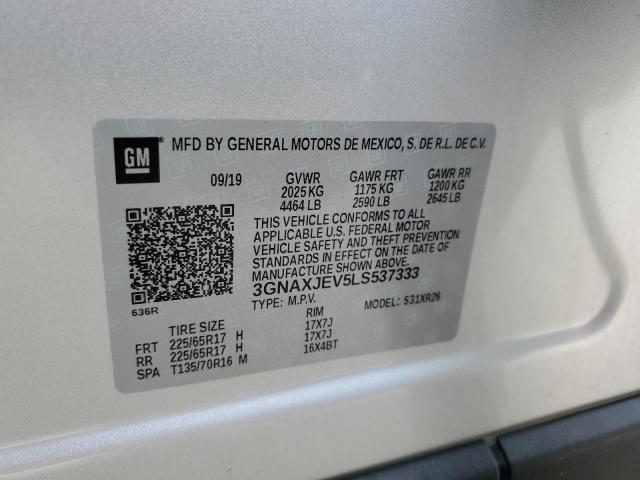 GM MFD BY GENERAL MOTORS DE MEXICO, S. DE R.L. DE C.V.
09/19 GVWR GAWR FRT GAWR RR
2025 KG 1175 KG 1200 KG
4464 LB 2590 LB 2645 LB
THIS VEHICLE CONFORMS TO ALL
APPLICABLE U.S. FEDERAL MOTOR
VEHICLE SAFETY AND THEFT PREVENTION
STANDARDS IN EFFECT ON THE DATE OF
MANUFACTURE SHOWN ABOVE.
3GNAXJEV5LS537333
636R TYPE: M.P.V. MODEL: 531XR26
TIRE SIZE RIM
FRT 225/65R17 H 17X7J
RR 225/65R17 H 17X7J
SPA T135/70R16 M 16X4BT